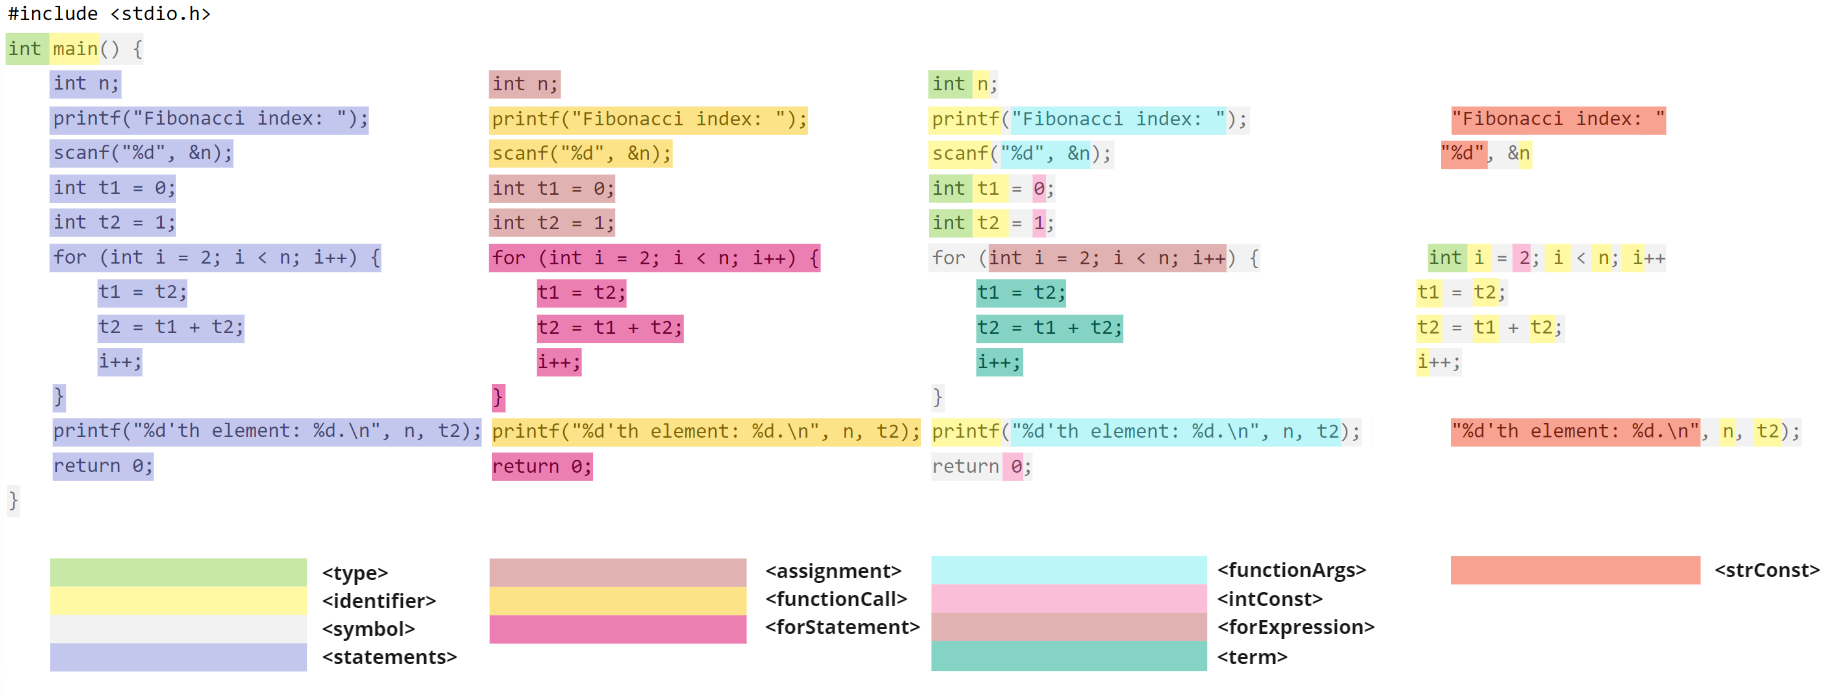 #include <stdio.h>
int main() {
int n; int n; int n;
printf("Fibonacci index: "); printf("Fibonacci index: "); printf("Fibonacci index: "); "Fibonacci index: "
scanf("%d", &n); scanf("%d", &n); scanf("%d", &n); "%d", &n
int t1 = 0; int t1 = 0; int t1 = 0;
int t2 = 1; int t2 = 1; int t2 = 1;
for (int i = 2; i < n; i++) { for (int i = 2; i < n; i++) { for (int i = 2; i < n; i++) { int i = 2; i < n; i++
t1 = t2; t1 = t2; t1 = t2; t1 = t2;
t2 = t1 + t2; t2 = t1 + t2; t2 = t1 + t2; t2 = t1 + t2;
i++; i++; i++; i++;
} } }
printf("%d'th element: %d.\n", n, t2); printf("%d'th element: %d.\n", n, t2); printf("%d'th element: %d.\n", n, t2); "%d'th element: %d.\n", n, t2);
return 0; return 0; return 0;
}
<type> <assignment> <functionArgs> <strConst>
<identifier> <functionCall> <intConst>
<symbol> <forStatement> <forExpression>
<statements> <term>